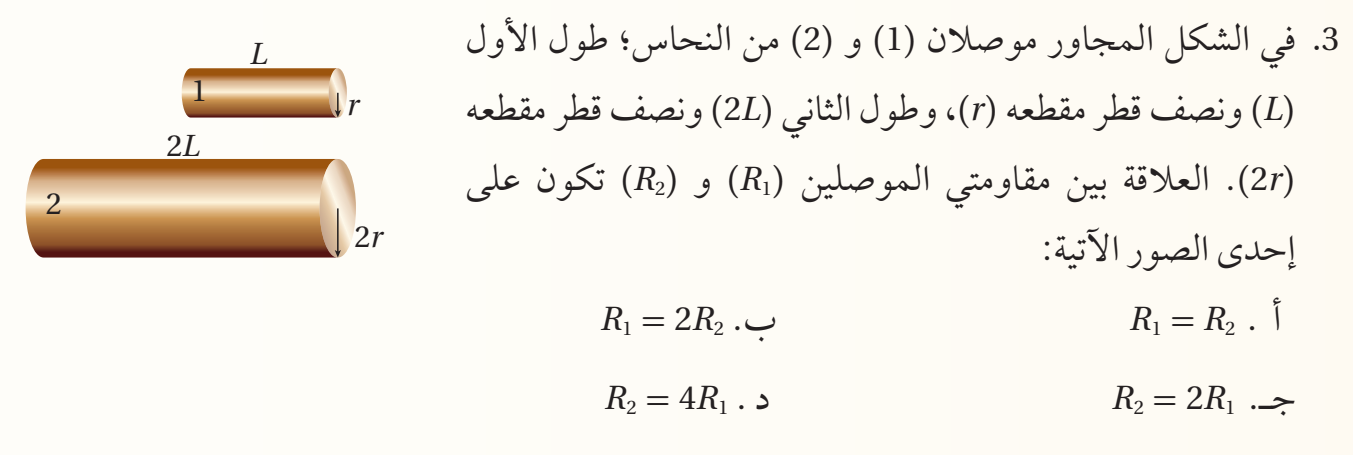 3. في الشكل المجاور موصلان (1) و (2) من النحاس؛ طول الأول
(L) ونصف قطر مقطعه (r)، وطول الثاني (2L) ونصف قطر مقطعه
(2r). العلاقة بين مقاومتي الموصلين (R₁) و (R₂) تكون على
إحدى الصور الآتية:
أ . R₁ = R₂
ب. R₁ = 2R₂
جـ. R₂ = 2R₁
د . R₂ = 4R₁
L
1
r
2L
2
2r